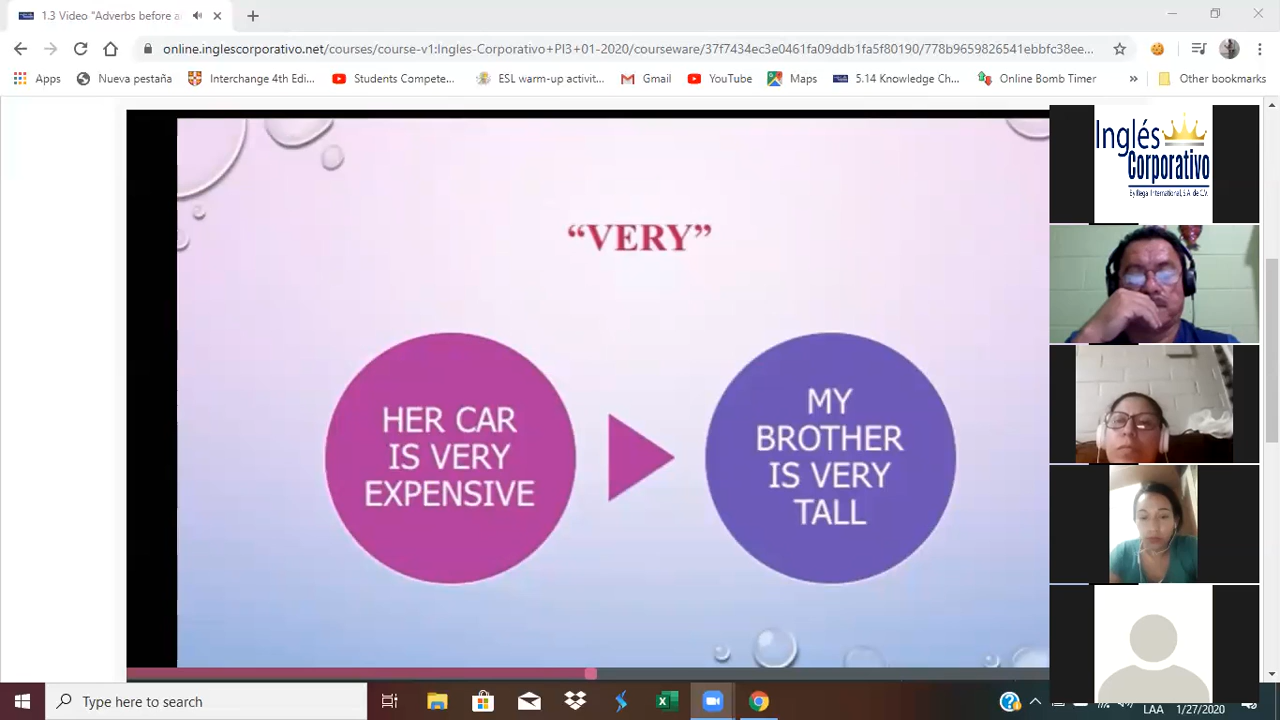 1.3 Video "Adverbs before a
online.inglescorporativo.net/courses/course-v1:Ingles-Corporativo+PI3+01-2020/courseware/37f7434ec3e0461fa09ddb1fa5f80190/778b9659826541ebbfc38ee...
Apps
Nueva pestaña
Interchange 4th Edi...
Students Compete...
ESL warm-up activit...
Gmail
YouTube
Maps
5.14 Knowledge Ch...
Online Bomb Timer
»
Other bookmarks
Inglés
Corporativo
“VERY”
HER CAR
IS VERY
EXPENSIVE
MY
BROTHER
IS VERY
TALL
Type here to search
LAA
1/27/2020